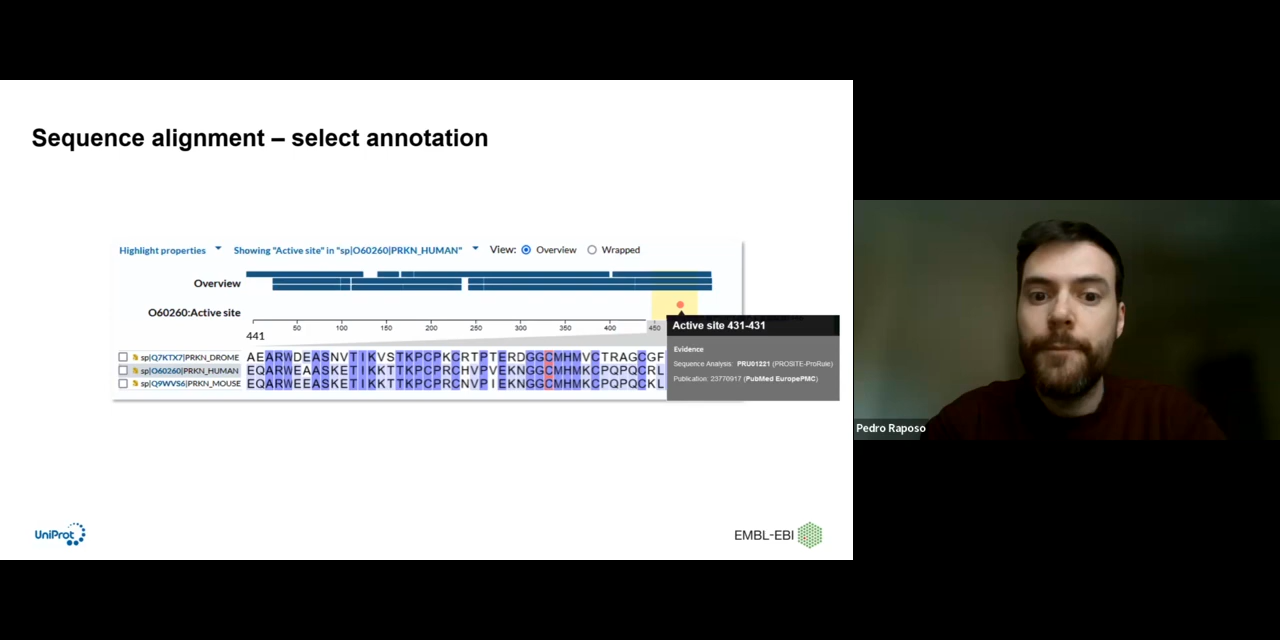 Sequence alignment – select annotation
Highlight properties Showing "Active site" in "sp|O60260|PRKN_HUMAN" View: Overview Wrapped
Overview
O60260:Active site
50 100 150 200 250 300 350 400 450
441
sp|Q7KTX7|PRKN_DROME AEARWDEASNVTIKVSTKPCPKCRTPTERDGGCMHMVCTRAGCGF
sp|O60260|PRKN_HUMAN EQARWEAASKETIKKTTKPCPRCHVPVEKNGGCMHMKCPQPQCRL
sp|Q9WVS6|PRKN_MOUSE EQARWEEASKETIKKTTKPCPRCNVPIEKNGGCMHMKCPQPQCKL
Active site 431-431
Evidence
Sequence Analysis: PRU01221 (PROSITE-ProRule)
Publication: 23770917 (PubMed EuropePMC)
Pedro Raposo
UniProt
EMBL-EBI